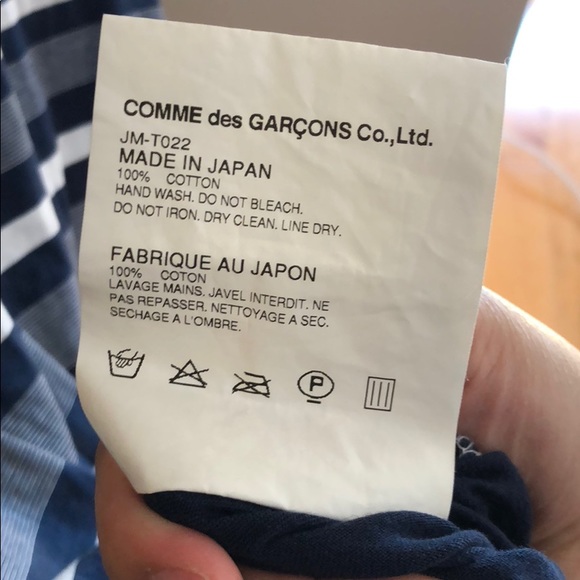 COMME des GARÇONS Co.,Ltd.
JM-T022
MADE IN JAPAN
100% COTTON
HAND WASH. DO NOT BLEACH.
DO NOT IRON. DRY CLEAN. LINE DRY.
FABRIQUE AU JAPON
100% COTON
LAVAGE MAINS. JAVEL INTERDIT. NE
PAS REPASSER. NETTOYAGE A SEC.
SECHAGE A L'OMBRE.
P